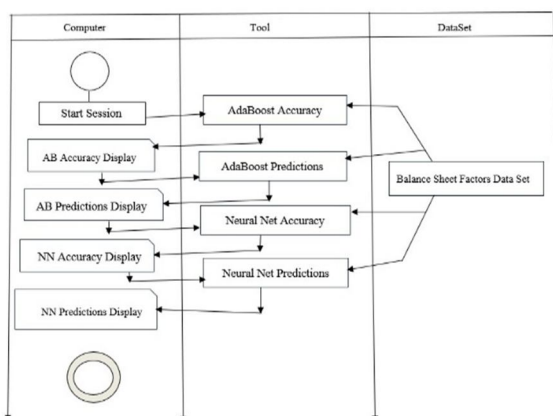 Computer
Tool
DataSet
Start Session
AdaBoost Accuracy
AB Accuracy Display
AdaBoost Predictions
Balance Sheet Factors Data Set
AB Predictions Display
Neural Net Accuracy
NN Accuracy Display
Neural Net Predictions
NN Predictions Display